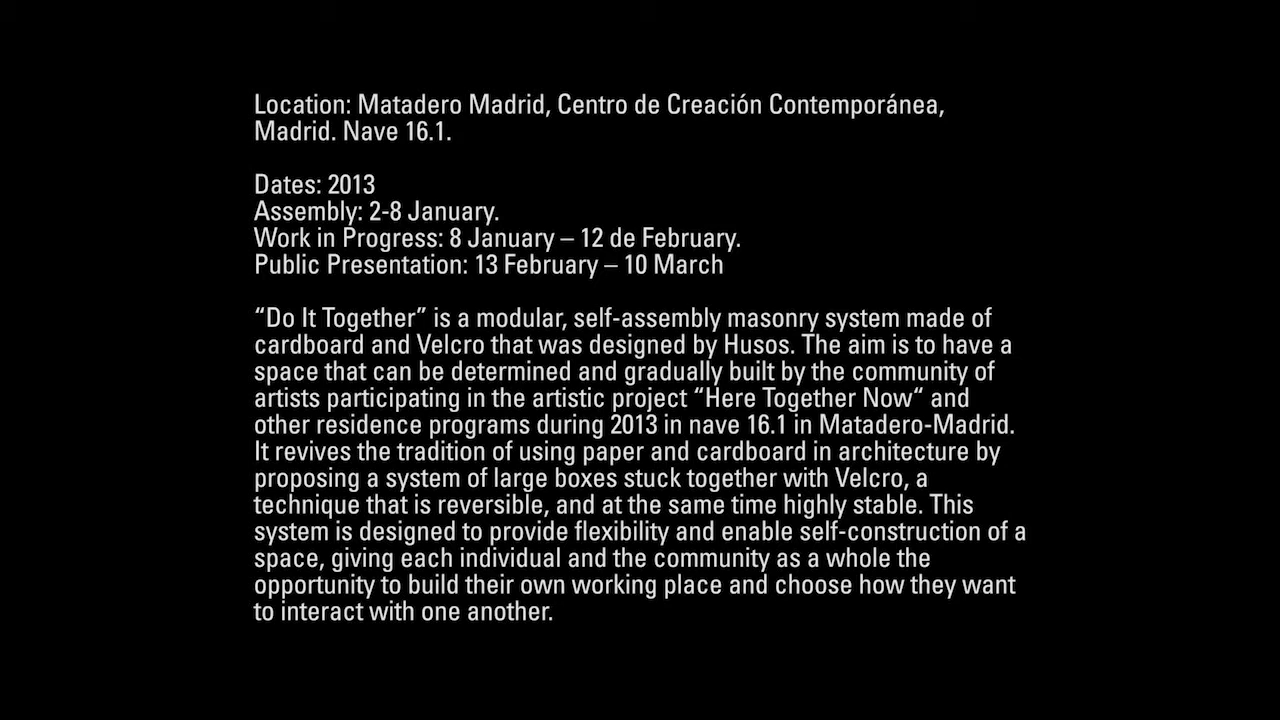 Location: Matadero Madrid, Centro de Creación Contemporánea,
Madrid. Nave 16.1.
Dates: 2013
Assembly: 2-8 January.
Work in Progress: 8 January – 12 de February.
Public Presentation: 13 February – 10 March
“Do It Together” is a modular, self-assembly masonry system made of
cardboard and Velcro that was designed by Husos. The aim is to have a
space that can be determined and gradually built by the community of
artists participating in the artistic project “Here Together Now“ and
other residence programs during 2013 in nave 16.1 in Matadero-Madrid.
It revives the tradition of using paper and cardboard in architecture by
proposing a system of large boxes stuck together with Velcro, a
technique that is reversible, and at the same time highly stable. This
system is designed to provide flexibility and enable self-construction of a
space, giving each individual and the community as a whole the
opportunity to build their own working place and choose how they want
to interact with one another.